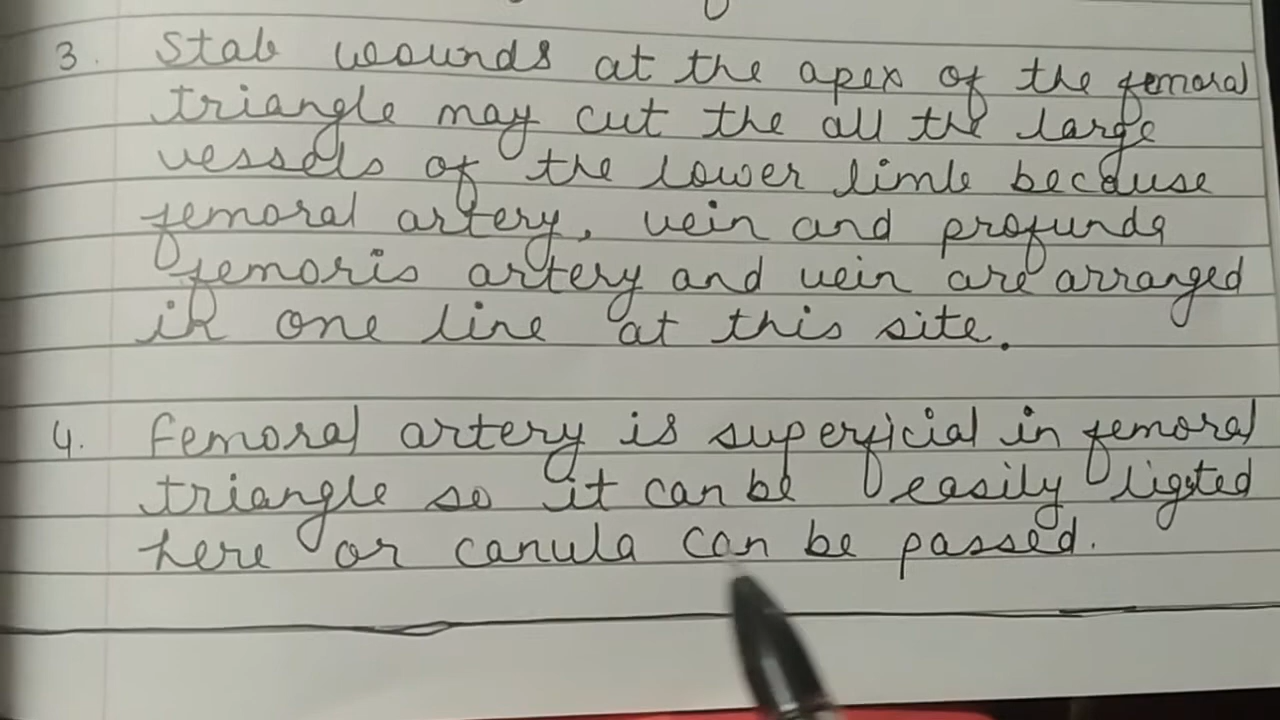 3. Stab wounds at the apex of the femoral
triangle may cut the all the large
vessels of the lower limb because
femoral artery, vein and profunda
femoris artery and vein are arranged
in one line at this site.
4. Femoral artery is superficial in femoral
triangle so it can be easily ligated
here or canula can be passed.